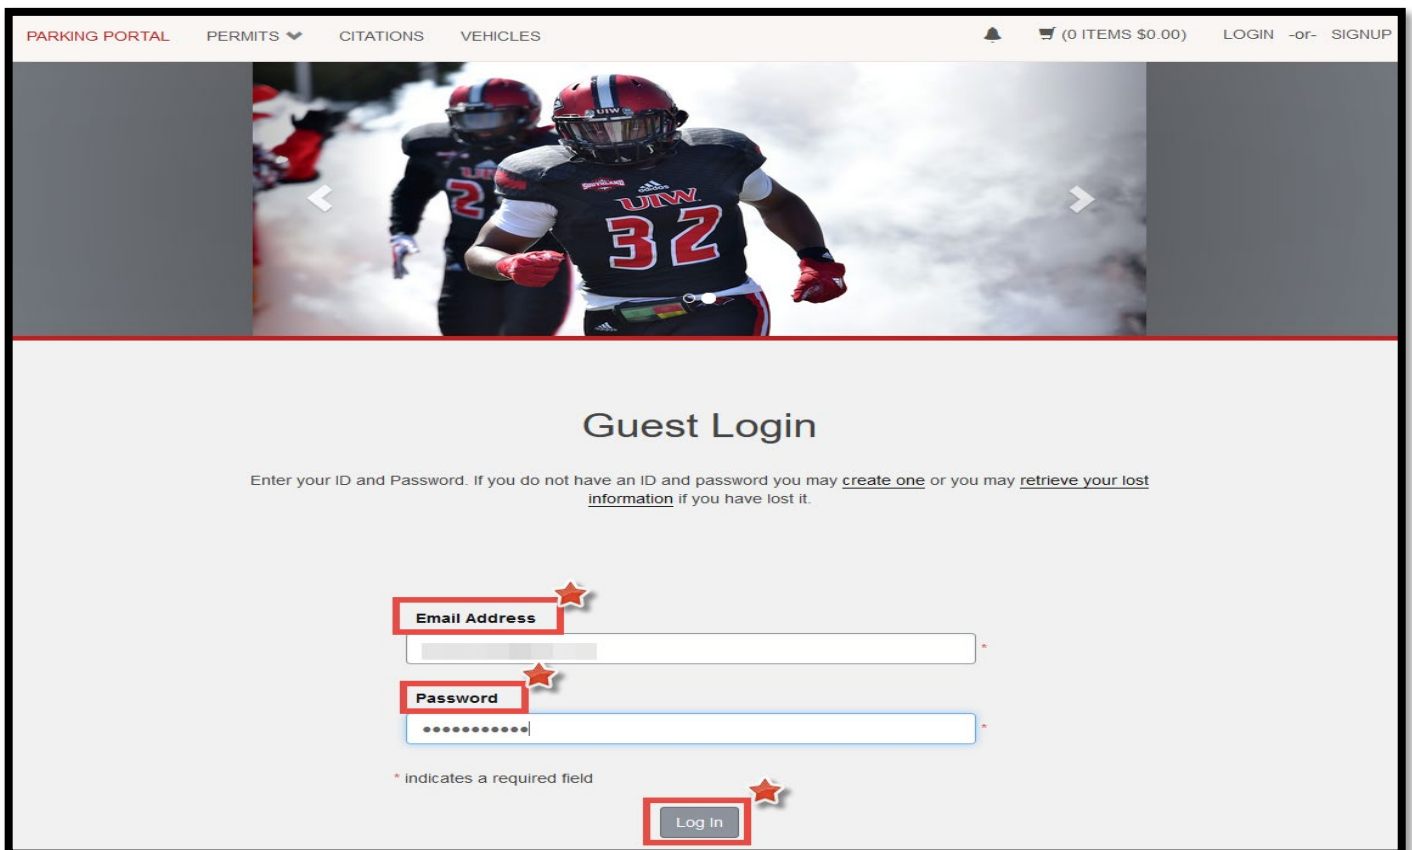 PARKING PORTAL PERMITS CITATIONS VEHICLES (0 ITEMS $0.00) LOGIN -or- SIGNUP
UIW
SOUTHLAND
adidas
UIW
2
32
Guest Login
Enter your ID and Password. If you do not have an ID and password you may create one or you may retrieve your lost
information if you have lost it.
Email Address
*
Password
•••••••••••
*
* indicates a required field
Log In